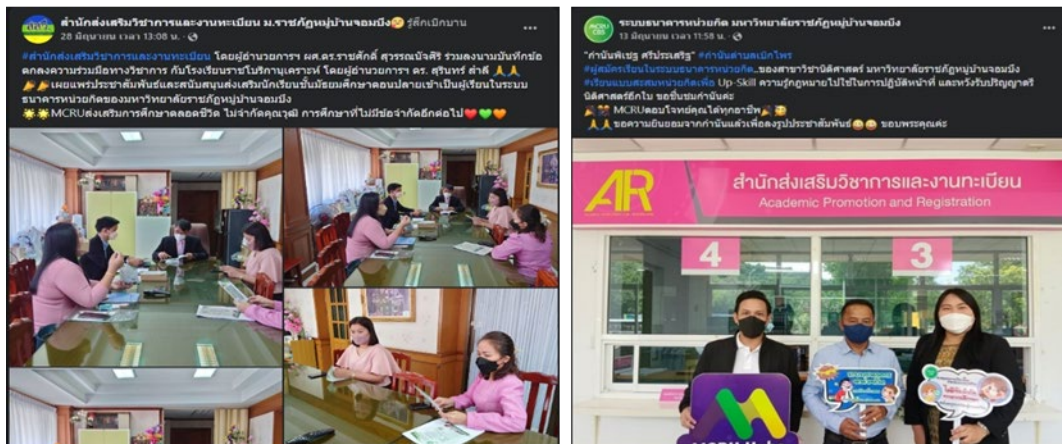 สำนักส่งเสริมวิชาการและงานทะเบียน ม.ราชภัฏหมู่บ้านจอมบึง รู้สึกเบิกบาน
28 มิถุนายน เวลา 13:08 น.
#สำนักส่งเสริมวิชาการและงานทะเบียน โดยผู้อำนวยการฯ ผศ.ดร.ราชศักดิ์ สุวรรณนัจศิริ ร่วมลงนามบันทึกข้อ
ตกลงความร่วมมือทางวิชาการ กับโรงเรียนราชโบริกานุเคราะห์ โดยผู้อำนวยการ ดร. สุรินทร์ สำลี 🙏🙏
🎉🎉เผยแพร่ประชาสัมพันธ์และสนับสนุนส่งเสริมนักเรียนชั้นมัธยมศึกษาตอนปลายเข้าเป็นผู้เรียนในระบบ
ธนาคารหน่วยกิตของมหาวิทยาลัยราชภัฏหมู่บ้านจอมบึง
🌟🌟MCRUส่งเสริมการศึกษาตลอดชีวิต ไม่จำกัดคุณวุฒิ การศึกษาที่ไม่มีข้อจำกัดอีกต่อไป❤️💚🧡
MCRU
CBS
ระบบธนาคารหน่วยกิต มหาวิทยาลัยราชภัฏหมู่บ้านจอมบึง
13 มิถุนายน เวลา 11:58 น.
"กำนันพิเชฐ ศรีประเสริฐ" #กำนันตำบลเบิกไพร
#ผู้สมัครเรียนในระบบธนาคารหน่วยกิต..ของสาขาวิชานิติศาสตร์ มหาวิทยาลัยราชภัฏหมู่บ้านจอมบึง
#เรียนแบบสะสมหน่วยกิตเพื่อ Up-Skill ความรู้กฎหมายไปใช้ในการปฏิบัติหน้าที่ และหวังรับปริญญาตรี
นิติศาสตร์อีกใบ ขอชื่นชมกำนันค่ะ
🎉🎊 MCRUตอบโจทย์คุณได้ทุกอาชีพ🎉🥰
🙏🙏ขอความยินยอมจากกำนันแล้วเพื่อลงรูปประชาสัมพันธ์😄😄 ขอบพระคุณค่ะ
AR
สำนักส่งเสริมวิชาการและงานทะเบียน
Academic Promotion and Registration
4
3